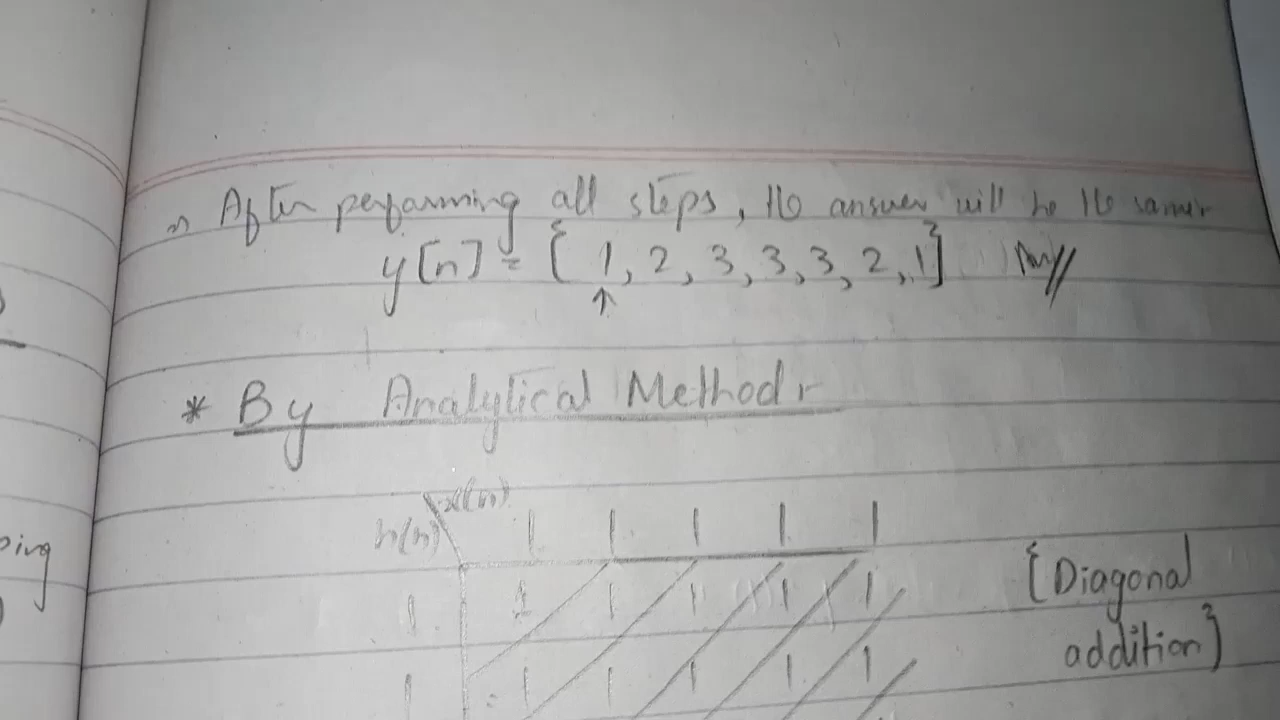 After performing all steps, the answer will be the same:
y[n] = { 1, 2, 3, 3, 3, 2, 1 } Ans//
↑
* By Analytical Method:
x(n)
h(n) 1 1 1 1 1
1 1 1 1 1 1
{Diagonal
addition}
1 1 1 1 1 1
ping